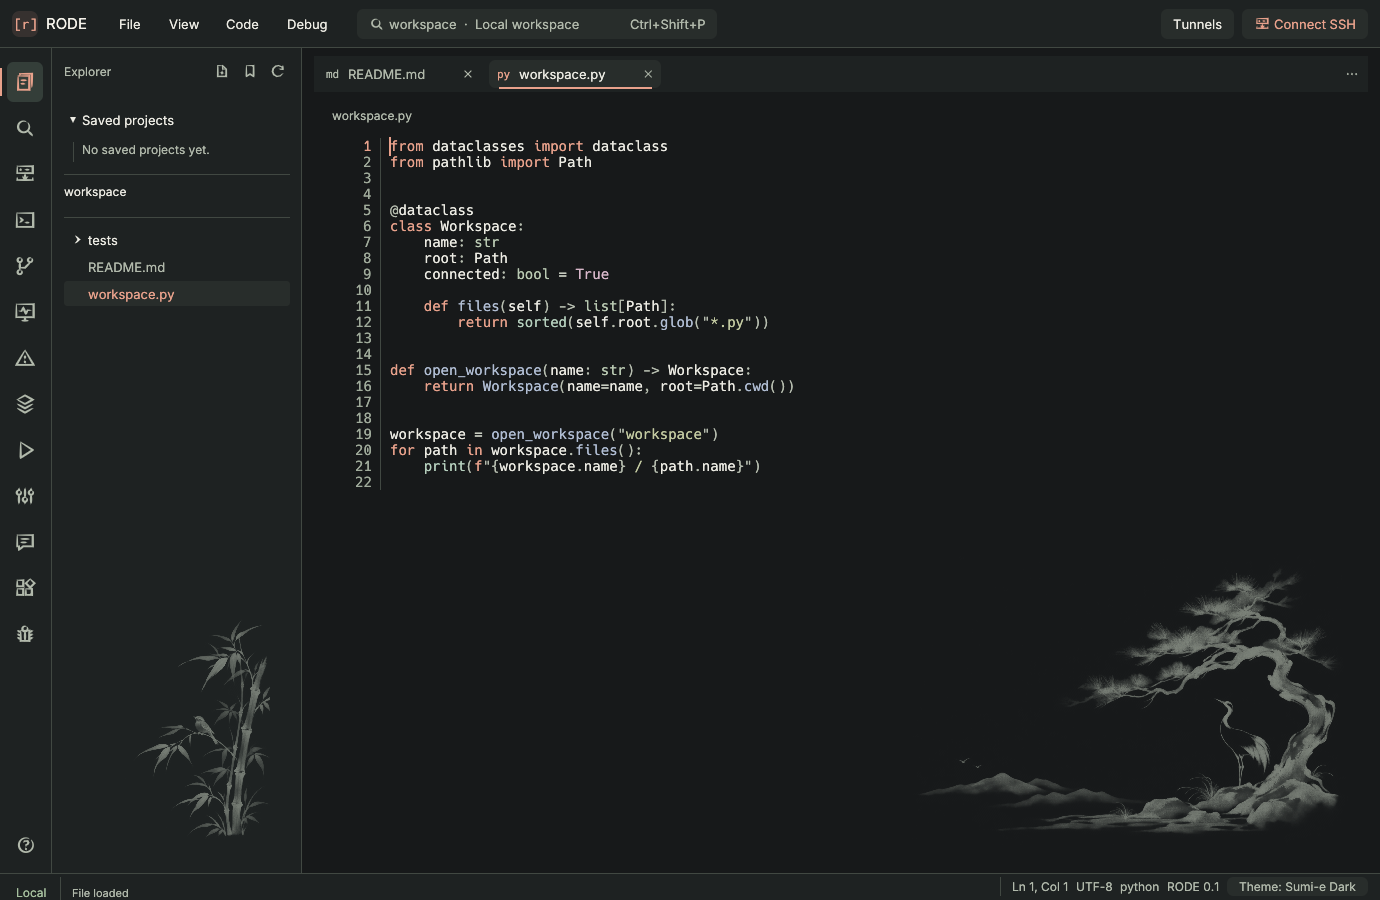 [r] RODE File View Code Debug workspace · Local workspace Ctrl+Shift+P Tunnels Connect SSH
Explorer
Saved projects
No saved projects yet.
workspace
tests
README.md
workspace.py
md README.md × py workspace.py × ...
workspace.py
1 from dataclasses import dataclass
2 from pathlib import Path
3
4
5 @dataclass
6 class Workspace:
7     name: str
8     root: Path
9     connected: bool = True
10
11     def files(self) -> list[Path]:
12         return sorted(self.root.glob("*.py"))
13
14
15 def open_workspace(name: str) -> Workspace:
16     return Workspace(name=name, root=Path.cwd())
17
18
19 workspace = open_workspace("workspace")
20 for path in workspace.files():
21     print(f"{workspace.name} / {path.name}")
22
Local File loaded Ln 1, Col 1 UTF-8 python RODE 0.1 Theme: Sumi-e Dark